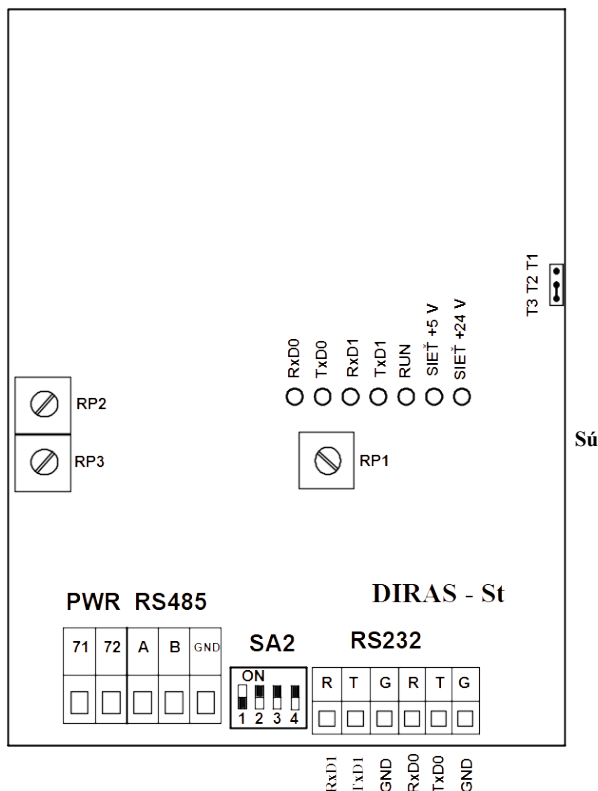 T3 T2 T1
RxD0
TxD0
RxD1
TxD1
RUN
SIEŤ +5 V
SIEŤ +24 V
RP2
RP3
RP1
Sú
DIRAS - St
PWR RS485
SA2
RS232
71 72 A B GND
ON
1 2 3 4
R T G R T G
RxD1
TxD1
GND
RxD0
TxD0
GND